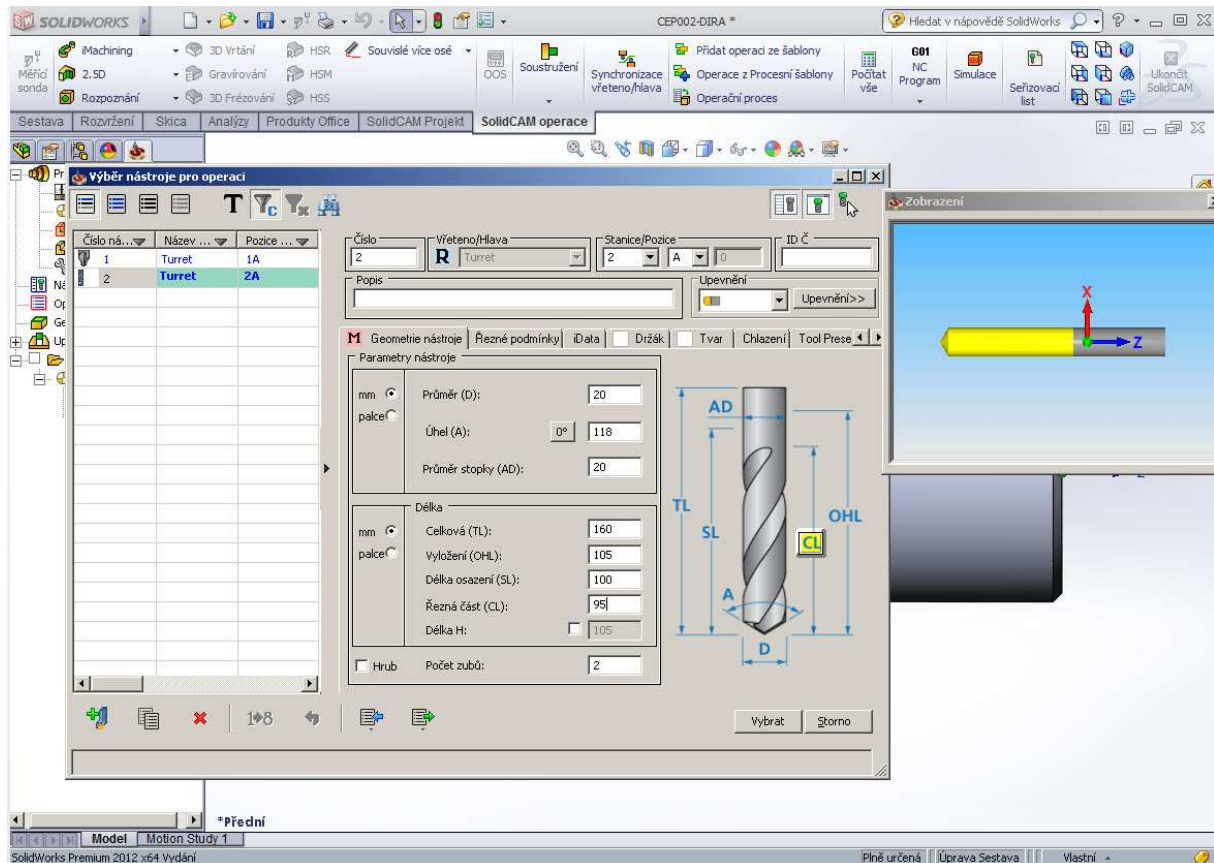 SOLIDWORKS
CEP002-DIRA *
Hledat v nápovědě SolidWorks
iMachining
3D Vrtání
HSR
Souvislé více osé
2.5D
Gravírování
HSM
Rozpoznání
3D Frézování
HSS
Měřící sonda
OOS
Soustružení
Synchronizace vřeteno/hlava
Přidat operaci ze šablony
Operace z Procesní šablony
Operační proces
Počítat vše
G01
NC
Program
Simulace
Seřizovací list
Ukončit SolidCAM
Sestava
Rozvržení
Skica
Analýzy
Produkty Office
SolidCAM Projekt
SolidCAM operace
Výběr nástroje pro operaci
T
Zobrazení
Číslo ná...
Název ...
Pozice ...
1
Turret
1A
2
Turret
2A
Číslo
2
Vřeteno/Hlava
R
Turret
Stanice/Pozice
2
A
0
ID Č
Popis
Upevnění
Upevnění>>
M
Geometrie nástroje
Řezné podmínky
iData
Držák
Tvar
Chlazení
Tool Prese
Parametry nástroje
mm
palce
Průměr (D):
20
Úhel (A):
0°
118
Průměr stopky (AD):
20
Délka
mm
palce
Celková (TL):
160
Vyložení (OHL):
105
Délka osazení (SL):
100
Řezná část (CL):
95
Délka H:
105
Hrub
Počet zubů:
2
AD
TL
SL
CL
OHL
A
D
X
Z
Vybrat
Storno
*Přední
Model
Motion Study 1
SolidWorks Premium 2012 x64 Vydání
Plně určená
Úprava Sestava
Vlastní